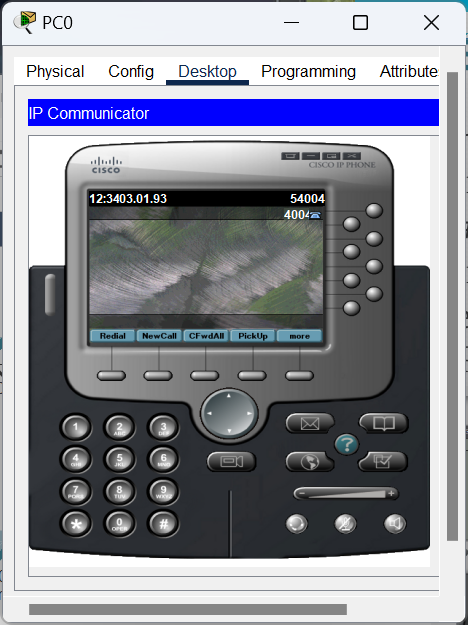 PC0
Physical Config Desktop Programming Attributes
IP Communicator
CISCO
CISCO IP PHONE
12:3403.01.93 54004
4004
Redial NewCall CFwdAll PickUp more
1 2 ABC 3 DEF
4 GHI 5 JKL 6 MNO
7 PQRS 8 TUV 9 WXYZ
* 0 OPER #
?
- +